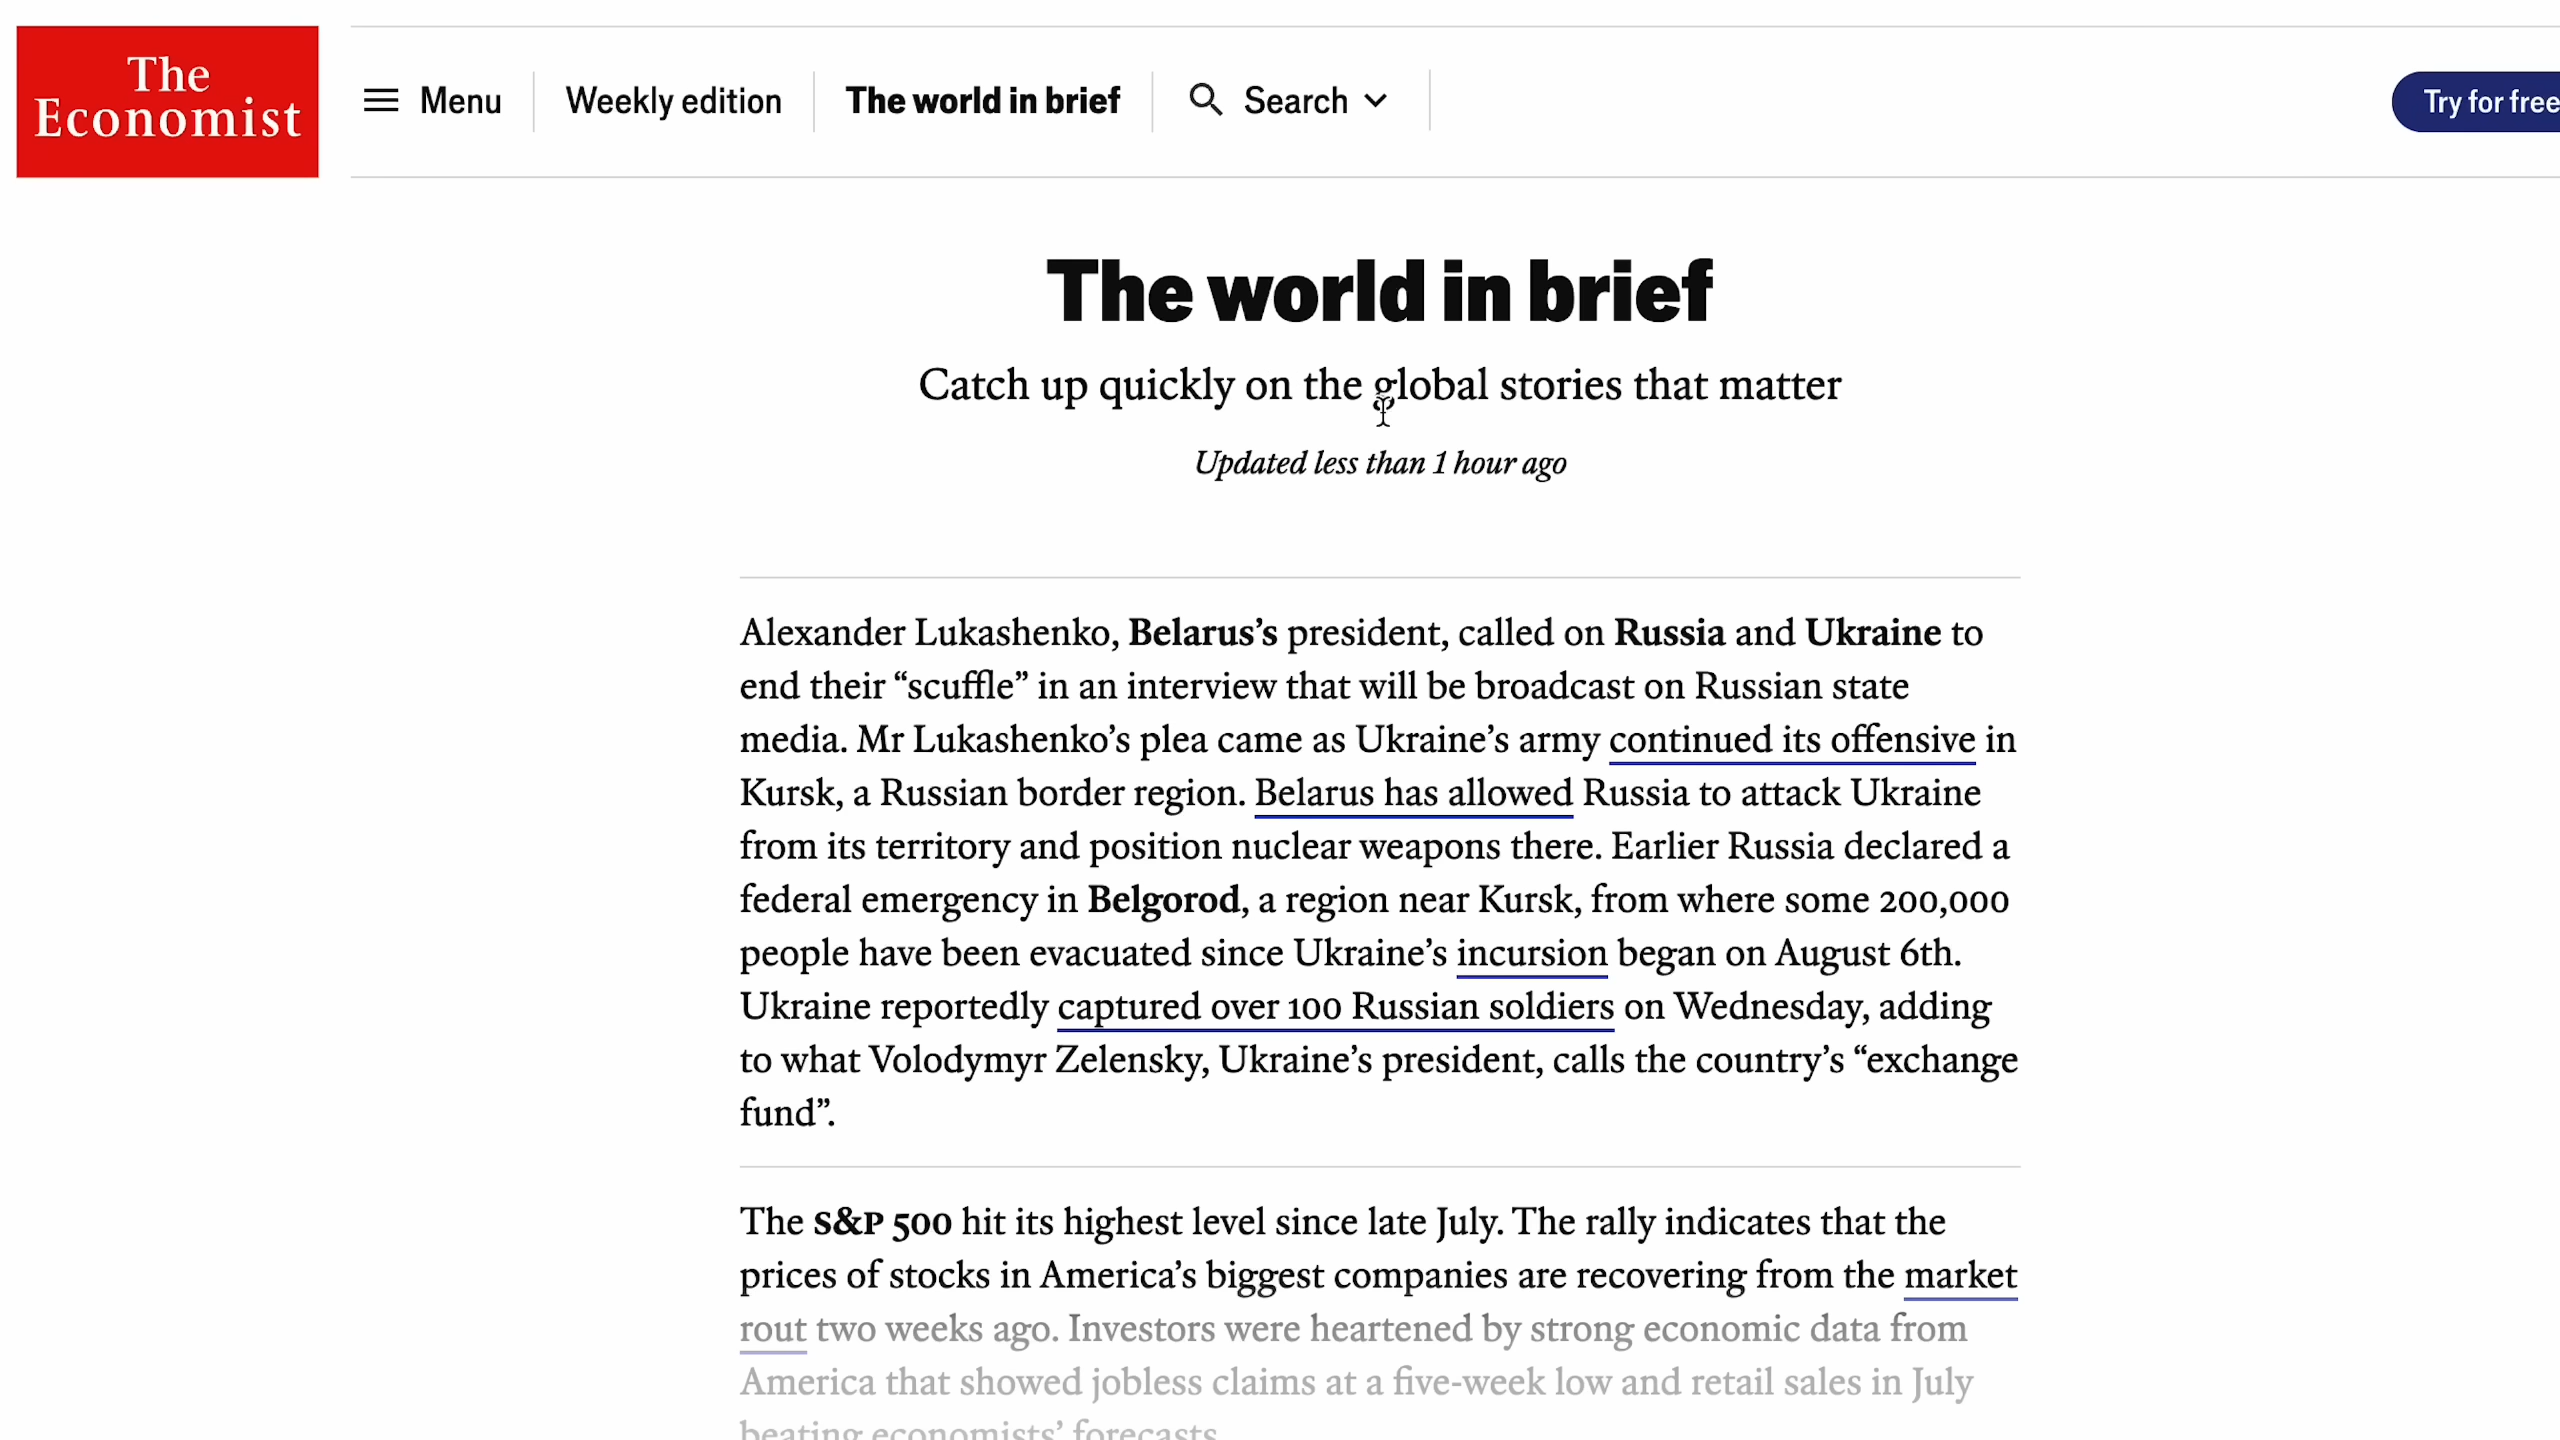 The
Economist
Menu
Weekly edition
The world in brief
Search
Try for free
The world in brief
Catch up quickly on the global stories that matter
Updated less than 1 hour ago
Alexander Lukashenko, Belarus’s president, called on Russia and Ukraine to
end their “scuffle” in an interview that will be broadcast on Russian state
media. Mr Lukashenko’s plea came as Ukraine’s army continued its offensive in
Kursk, a Russian border region. Belarus has allowed Russia to attack Ukraine
from its territory and position nuclear weapons there. Earlier Russia declared a
federal emergency in Belgorod, a region near Kursk, from where some 200,000
people have been evacuated since Ukraine’s incursion began on August 6th.
Ukraine reportedly captured over 100 Russian soldiers on Wednesday, adding
to what Volodymyr Zelensky, Ukraine’s president, calls the country’s “exchange
fund”.
The S&P 500 hit its highest level since late July. The rally indicates that the
prices of stocks in America’s biggest companies are recovering from the market
rout two weeks ago. Investors were heartened by strong economic data from
America that showed jobless claims at a five-week low and retail sales in July
beating economists’ forecasts